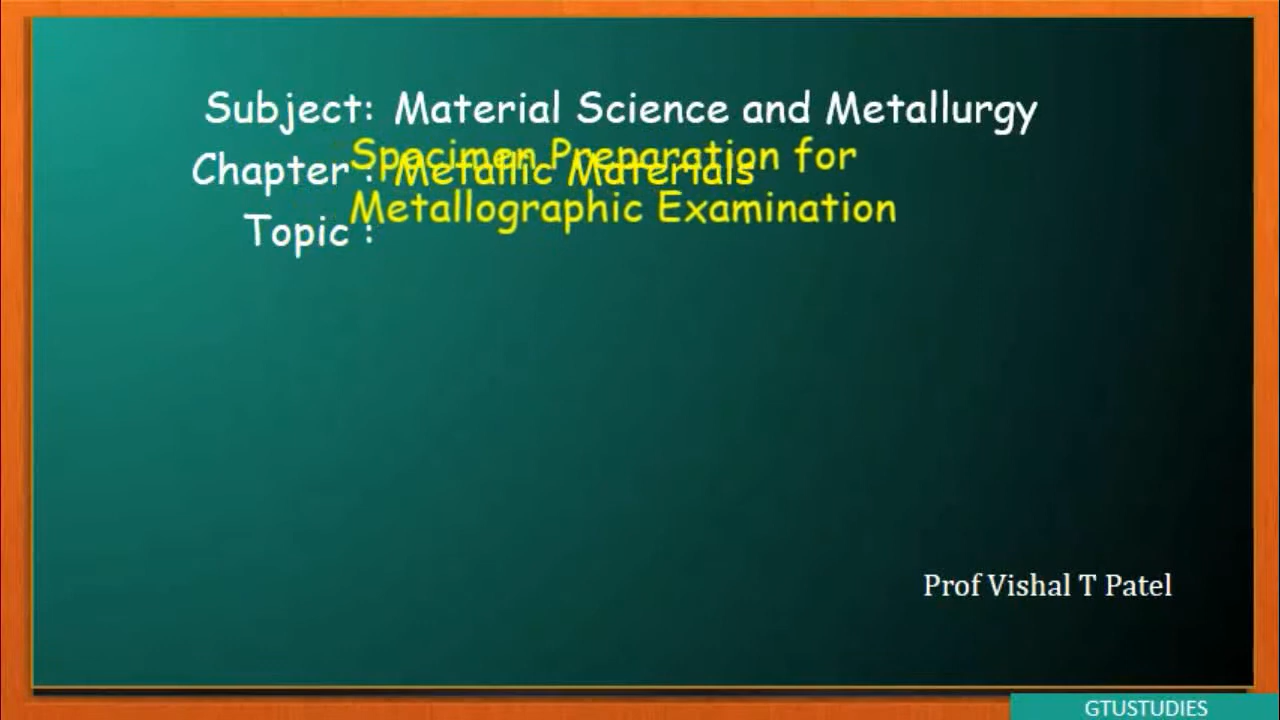 Subject: Material Science and Metallurgy
Chapter : Metallic Materials
Topic :
Specimen Preparation for
Metallographic Examination
Prof Vishal T Patel
GTUSTUDIES